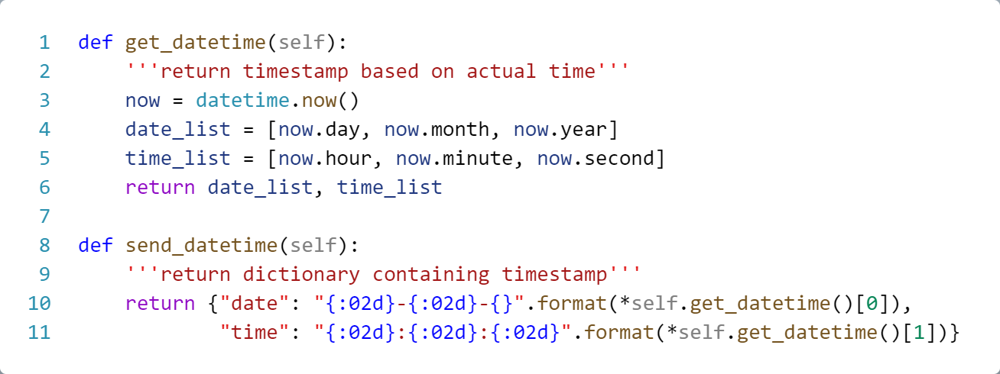 1 def get_datetime(self):
2     '''return timestamp based on actual time'''
3     now = datetime.now()
4     date_list = [now.day, now.month, now.year]
5     time_list = [now.hour, now.minute, now.second]
6     return date_list, time_list
7
8 def send_datetime(self):
9     '''return dictionary containing timestamp'''
10     return {"date": "{:02d}-{:02d}-{}".format(*self.get_datetime()[0]),
11             "time": "{:02d}:{:02d}:{:02d}".format(*self.get_datetime()[1])}